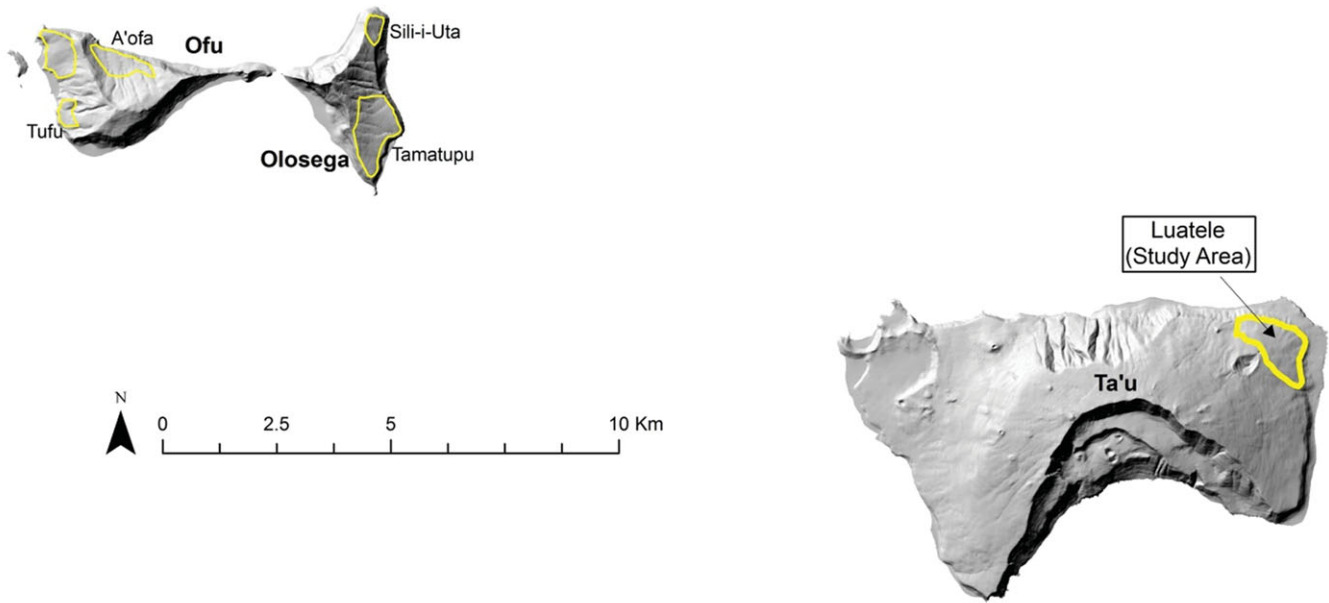 Sili-i-Uta
A'ofa
Ofu
Tufu
Olosega
Tamatupu
Luatele
(Study Area)
Ta'u
N
0 2.5 5 10 Km